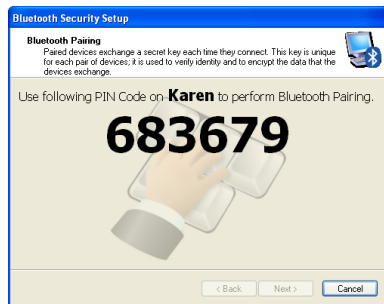 Bluetooth Security Setup
Bluetooth Pairing
Paired devices exchange a secret key each time they connect. This key is unique
for each pair of devices; it is used to verify identity and to encrypt the data that the
devices exchange.
Use following PIN Code on Karen to perform Bluetooth Pairing.
683679
< Back Next > Cancel